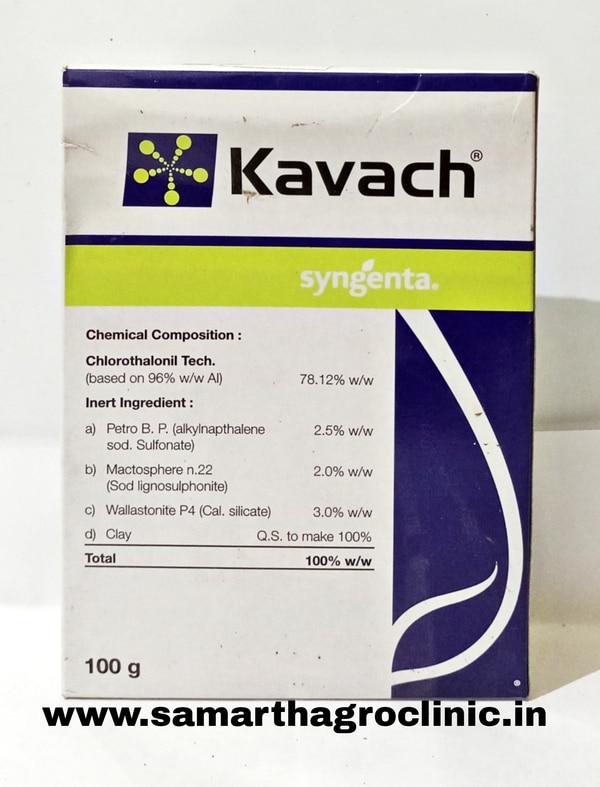 Kavach®
syngenta.
Chemical Composition :
Chlorothalonil Tech.
(based on 96% w/w AI) 78.12% w/w
Inert Ingredient :
a) Petro B. P. (alkylnapthalene 2.5% w/w
sod. Sulfonate)
b) Mactosphere n.22 2.0% w/w
(Sod lignosulphonite)
c) Wallastonite P4 (Cal. silicate) 3.0% w/w
d) Clay Q.S. to make 100%
Total 100% w/w
100 g
®
www.samarthagroclinic.in